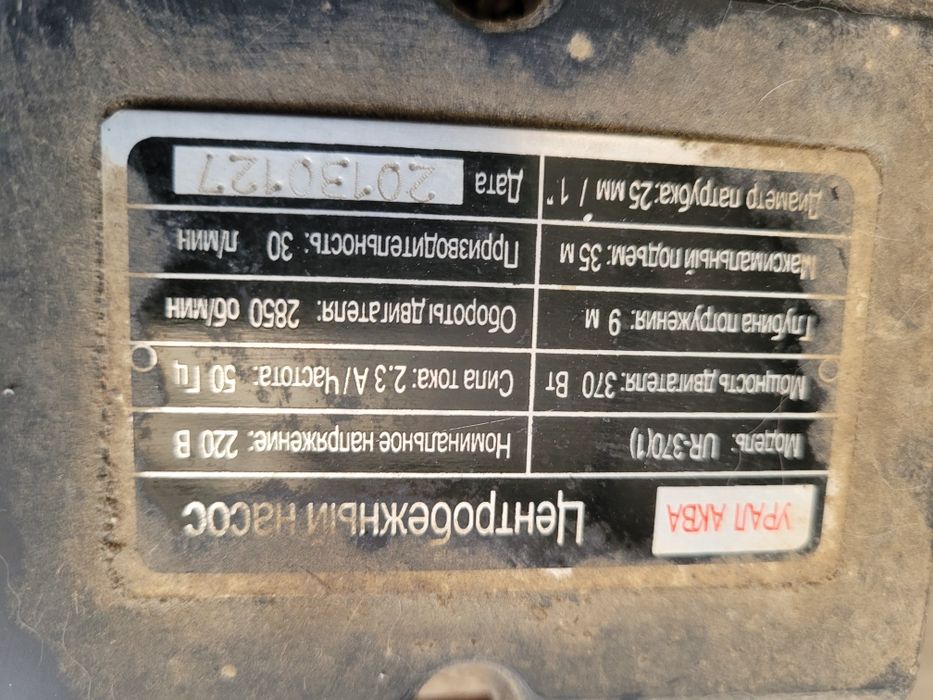 УРАЛ АКВА Центробежный насос
Модель: UR-370(1) Номинальное напряжение: 220 В
Мощность двигателя: 370 Вт Сила тока: 2.3 А/Частота: 50 Гц
Глубина погружения: 9 м Обороты двигателя: 2850 об/мин
Максимальный подъем: 35 м Прризводительность: 30 л/мин
Диаметр патрубка: 25 мм / 1" Дата 20130127